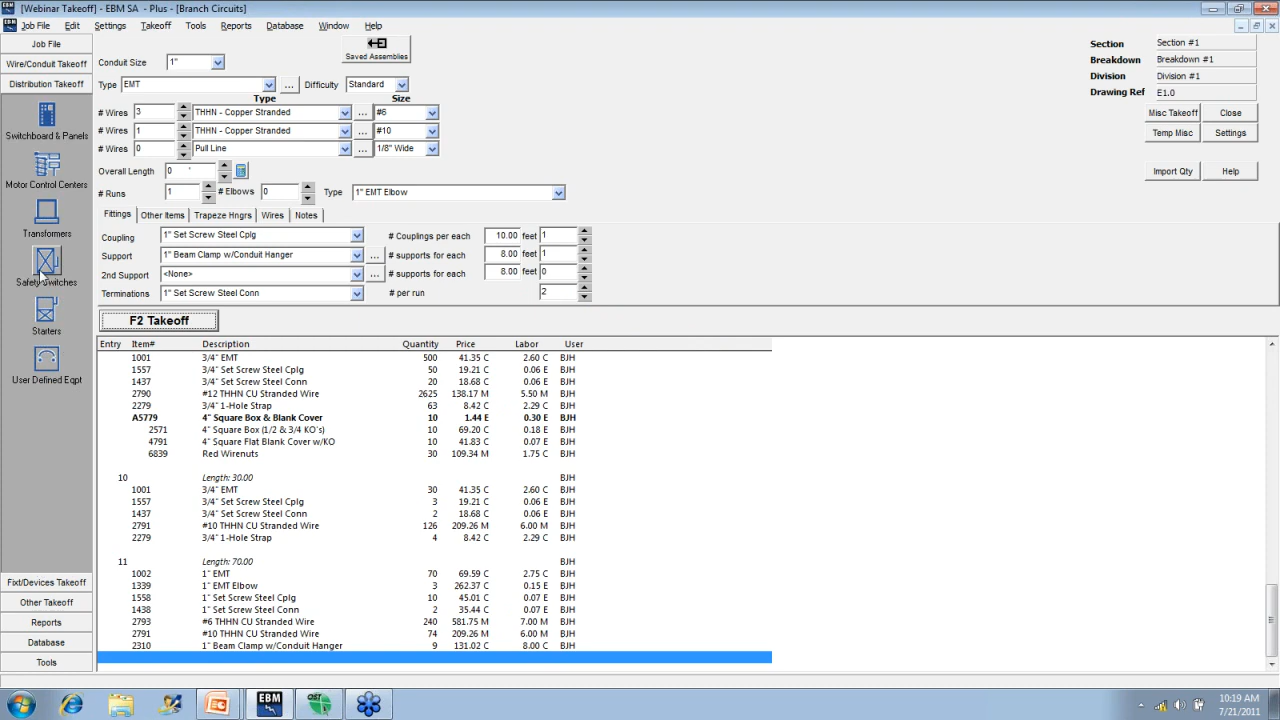 [Webinar Takeoff] - EBM SA - Plus - [Branch Circuits]
Job File Edit Settings Takeoff Tools Reports Database Window Help
Job File
Wire/Conduit Takeoff
Distribution Takeoff
Switchboard & Panels
Motor Control Centers
Transformers
Safety Switches
Starters
User Defined Eqpt
Fixt/Devices Takeoff
Other Takeoff
Reports
Database
Tools
Conduit Size 1" Saved Assemblies
Type EMT ... Difficulty Standard
Type Size
# Wires 3 THHN - Copper Stranded ... #6
# Wires 1 THHN - Copper Stranded ... #10
# Wires 0 Pull Line ... 1/8" Wide
Overall Length 0 '
# Runs 1 # Elbows 0 Type 1" EMT Elbow
Section Section #1
Breakdown Breakdown #1
Division Division #1
Drawing Ref E1.0
Misc Takeoff Close
Temp Misc Settings
Import Qty Help
Fittings Other Items Trapeze Hngrs Wires Notes
Coupling 1" Set Screw Steel Cplg # Couplings per each 10.00 feet 1
Support 1" Beam Clamp w/Conduit Hanger ... # supports for each 8.00 feet 1
2nd Support <None> ... # supports for each 8.00 feet 0
Terminations 1" Set Screw Steel Conn # per run 2
F2 Takeoff
Entry Item# Description Quantity Price Labor User
1001 3/4" EMT 500 41.35 C 2.60 C BJH
1557 3/4" Set Screw Steel Cplg 50 19.21 C 0.06 E BJH
1437 3/4" Set Screw Steel Conn 20 18.68 C 0.06 E BJH
2790 #12 THHN CU Stranded Wire 2625 138.17 M 5.50 M BJH
2279 3/4" 1-Hole Strap 63 8.42 C 2.29 C BJH
A5779 4" Square Box & Blank Cover 10 1.44 E 0.30 E BJH
2571 4" Square Box (1/2 & 3/4 KO's) 10 69.20 C 0.18 E BJH
4791 4" Square Flat Blank Cover w/KO 10 41.83 C 0.07 E BJH
6839 Red Wirenuts 30 109.34 M 1.75 C BJH
10 Length: 30.00 BJH
1001 3/4" EMT 30 41.35 C 2.60 C BJH
1557 3/4" Set Screw Steel Cplg 3 19.21 C 0.06 E BJH
1437 3/4" Set Screw Steel Conn 2 18.68 C 0.06 E BJH
2791 #10 THHN CU Stranded Wire 126 209.26 M 6.00 M BJH
2279 3/4" 1-Hole Strap 4 8.42 C 2.29 C BJH
11 Length: 70.00 BJH
1002 1" EMT 70 69.59 C 2.75 C BJH
1339 1" EMT Elbow 3 262.37 C 0.15 E BJH
1558 1" Set Screw Steel Cplg 10 45.01 C 0.07 E BJH
1438 1" Set Screw Steel Conn 2 35.44 C 0.07 E BJH
2793 #6 THHN CU Stranded Wire 240 581.75 M 7.00 M BJH
2791 #10 THHN CU Stranded Wire 74 209.26 M 6.00 M BJH
2310 1" Beam Clamp w/Conduit Hanger 9 131.02 C 8.00 C BJH
EBM OST
10:19 AM
7/21/2011